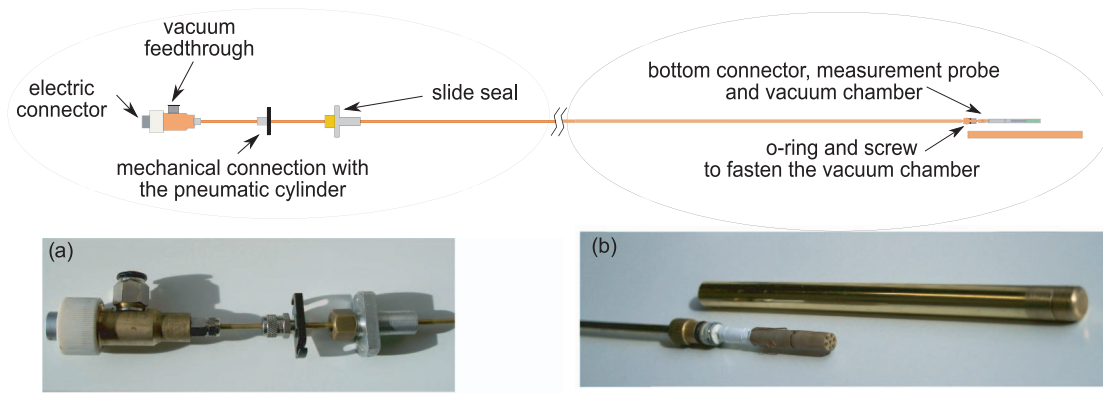 vacuum
feedthrough
electric
connector
slide seal
mechanical connection with
the pneumatic cylinder
bottom connector, measurement probe
and vacuum chamber
o-ring and screw
to fasten the vacuum chamber
(a)
(b)